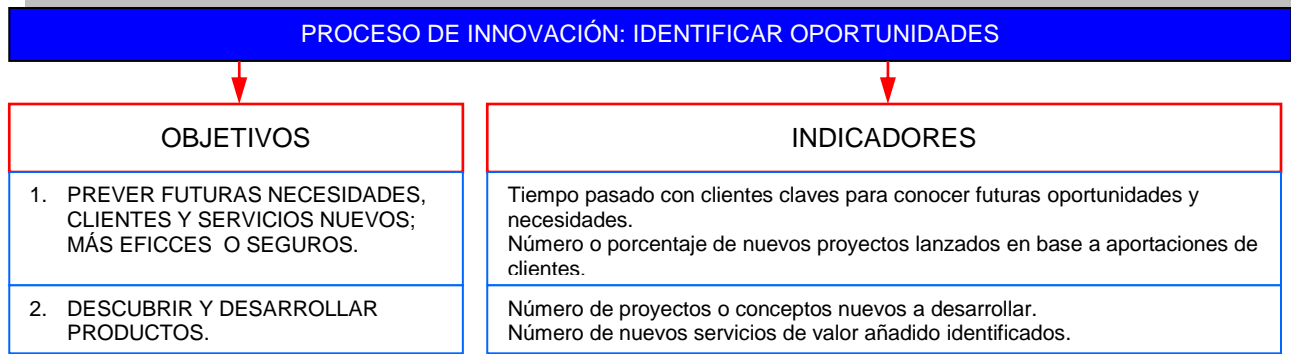 PROCESO DE INNOVACIÓN: IDENTIFICAR OPORTUNIDADES
OBJETIVOS
INDICADORES
1. PREVER FUTURAS NECESIDADES,
CLIENTES Y SERVICIOS NUEVOS;
MÁS EFICCES O SEGUROS.
Tiempo pasado con clientes claves para conocer futuras oportunidades y
necesidades.
Número o porcentaje de nuevos proyectos lanzados en base a aportaciones de
clientes.
2. DESCUBRIR Y DESARROLLAR
PRODUCTOS.
Número de proyectos o conceptos nuevos a desarrollar.
Número de nuevos servicios de valor añadido identificados.